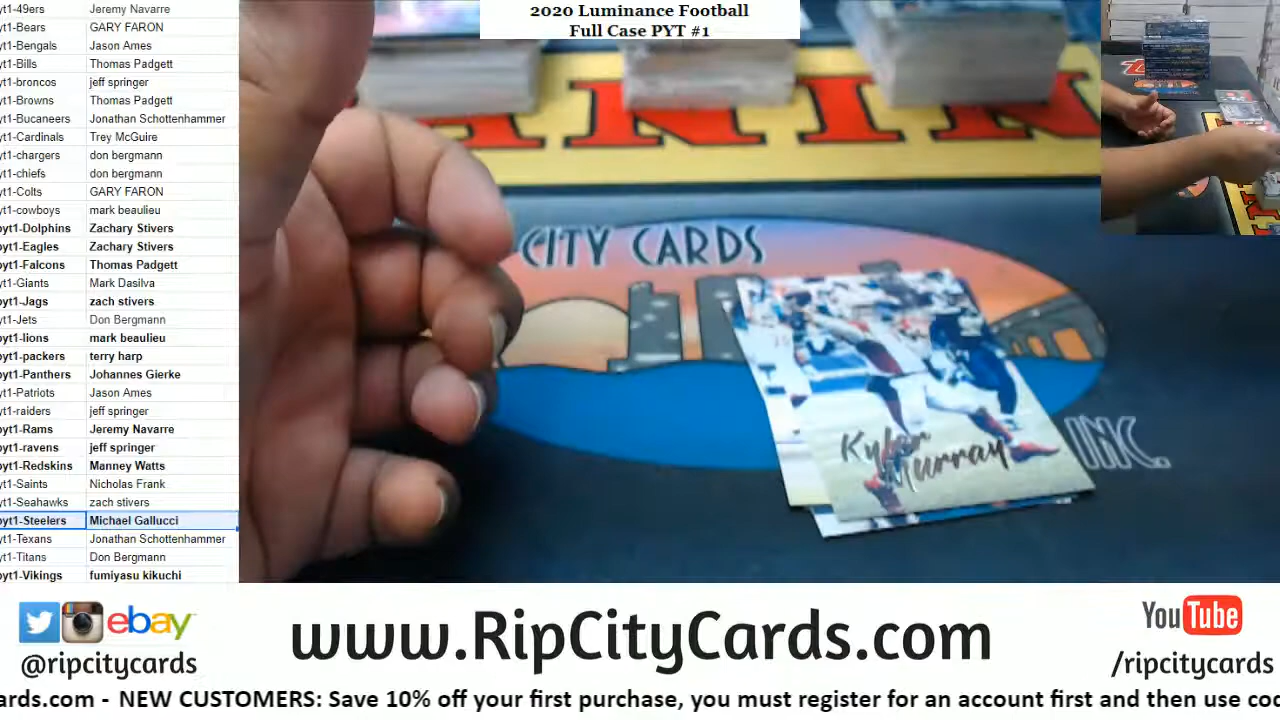 2020 Luminance Football
Full Case PYT #1
yt1-49ers Jeremy Navarre
yt1-Bears GARY FARON
yt1-Bengals Jason Ames
yt1-Bills Thomas Padgett
yt1-broncos jeff springer
yt1-Browns Thomas Padgett
yt1-Bucaneers Jonathan Schottenhammer
yt1-Cardinals Trey McGuire
yt1-chargers don bergmann
yt1-chiefs don bergmann
yt1-Colts GARY FARON
yt1-cowboys mark beaulieu
pyt1-Dolphins Zachary Stivers
pyt1-Eagles Zachary Stivers
pyt1-Falcons Thomas Padgett
yt1-Giants Mark Dasilva
pyt1-Jags zach stivers
yt1-Jets Don Bergmann
pyt1-lions mark beaulieu
pyt1-packers terry harp
pyt1-Panthers Johannes Gierke
yt1-Patriots Jason Ames
yt1-raiders jeff springer
pyt1-Rams Jeremy Navarre
pyt1-ravens jeff springer
pyt1-Redskins Manney Watts
yt1-Saints Nicholas Frank
yt1-Seahawks zach stivers
pyt1-Steelers Michael Gallucci
yt1-Texans Jonathan Schottenhammer
yt1-Titans Don Bergmann
pyt1-Vikings fumiyasu kikuchi
ANINI
CITY CARDS
INC.
Kyler
Murray
ebay
@ripcitycards
www.RipCityCards.com
YouTube
/ripcitycards
cards.com - NEW CUSTOMERS: Save 10% off your first purchase, you must register for an account first and then use cod